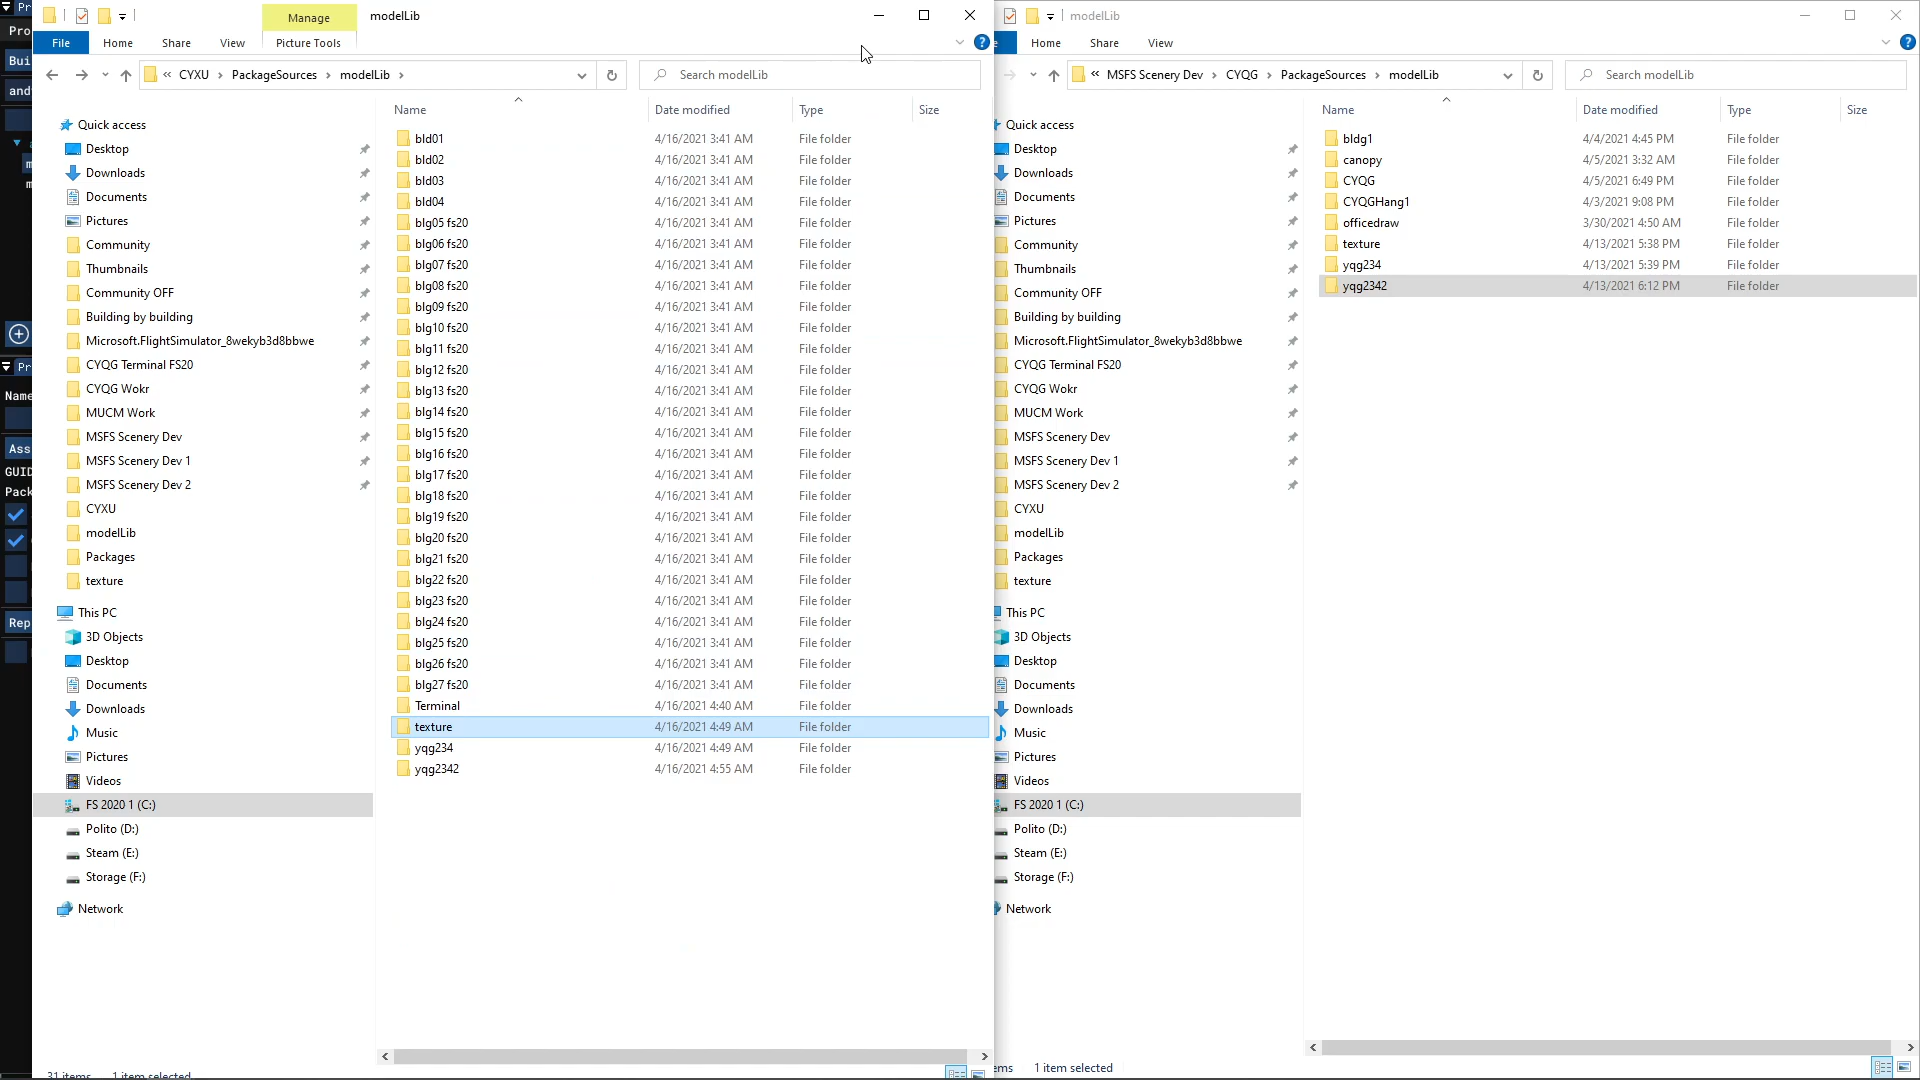 Pr
Pro
Bui
and
Pr
Name
Ass
GUID
Pack
Rep
Manage
modelLib
File
Home
Share
View
Picture Tools
« CYXU > PackageSources > modelLib >
Search modelLib
Name
Date modified
Type
Size
Quick access
Desktop
Downloads
Documents
Pictures
Community
Thumbnails
Community OFF
Building by building
Microsoft.FlightSimulator_8wekyb3d8bbwe
CYQG Terminal FS20
CYQG Wokr
MUCM Work
MSFS Scenery Dev
MSFS Scenery Dev 1
MSFS Scenery Dev 2
CYXU
modelLib
Packages
texture
This PC
3D Objects
Desktop
Documents
Downloads
Music
Pictures
Videos
FS 2020 1 (C:)
Polito (D:)
Steam (E:)
Storage (F:)
Network
bld01 4/16/2021 3:41 AM File folder
bld02 4/16/2021 3:41 AM File folder
bld03 4/16/2021 3:41 AM File folder
bld04 4/16/2021 3:41 AM File folder
blg05 fs20 4/16/2021 3:41 AM File folder
blg06 fs20 4/16/2021 3:41 AM File folder
blg07 fs20 4/16/2021 3:41 AM File folder
blg08 fs20 4/16/2021 3:41 AM File folder
blg09 fs20 4/16/2021 3:41 AM File folder
blg10 fs20 4/16/2021 3:41 AM File folder
blg11 fs20 4/16/2021 3:41 AM File folder
blg12 fs20 4/16/2021 3:41 AM File folder
blg13 fs20 4/16/2021 3:41 AM File folder
blg14 fs20 4/16/2021 3:41 AM File folder
blg15 fs20 4/16/2021 3:41 AM File folder
blg16 fs20 4/16/2021 3:41 AM File folder
blg17 fs20 4/16/2021 3:41 AM File folder
blg18 fs20 4/16/2021 3:41 AM File folder
blg19 fs20 4/16/2021 3:41 AM File folder
blg20 fs20 4/16/2021 3:41 AM File folder
blg21 fs20 4/16/2021 3:41 AM File folder
blg22 fs20 4/16/2021 3:41 AM File folder
blg23 fs20 4/16/2021 3:41 AM File folder
blg24 fs20 4/16/2021 3:41 AM File folder
blg25 fs20 4/16/2021 3:41 AM File folder
blg26 fs20 4/16/2021 3:41 AM File folder
blg27 fs20 4/16/2021 3:41 AM File folder
Terminal 4/16/2021 4:40 AM File folder
texture 4/16/2021 4:49 AM File folder
yqg234 4/16/2021 4:49 AM File folder
yqg2342 4/16/2021 4:55 AM File folder
31 items 1 item selected
modelLib
Home
Share
View
« MSFS Scenery Dev > CYQG > PackageSources > modelLib
Search modelLib
Name
Date modified
Type
Size
Quick access
Desktop
Downloads
Documents
Pictures
Community
Thumbnails
Community OFF
Building by building
Microsoft.FlightSimulator_8wekyb3d8bbwe
CYQG Terminal FS20
CYQG Wokr
MUCM Work
MSFS Scenery Dev
MSFS Scenery Dev 1
MSFS Scenery Dev 2
CYXU
modelLib
Packages
texture
This PC
3D Objects
Desktop
Documents
Downloads
Music
Pictures
Videos
FS 2020 1 (C:)
Polito (D:)
Steam (E:)
Storage (F:)
Network
bldg1 4/4/2021 4:45 PM File folder
canopy 4/5/2021 3:32 AM File folder
CYQG 4/5/2021 6:49 PM File folder
CYQGHang1 4/3/2021 9:08 PM File folder
officedraw 3/30/2021 4:50 AM File folder
texture 4/13/2021 5:38 PM File folder
yqg234 4/13/2021 5:39 PM File folder
yqg2342 4/13/2021 6:12 PM File folder
ems 1 item selected